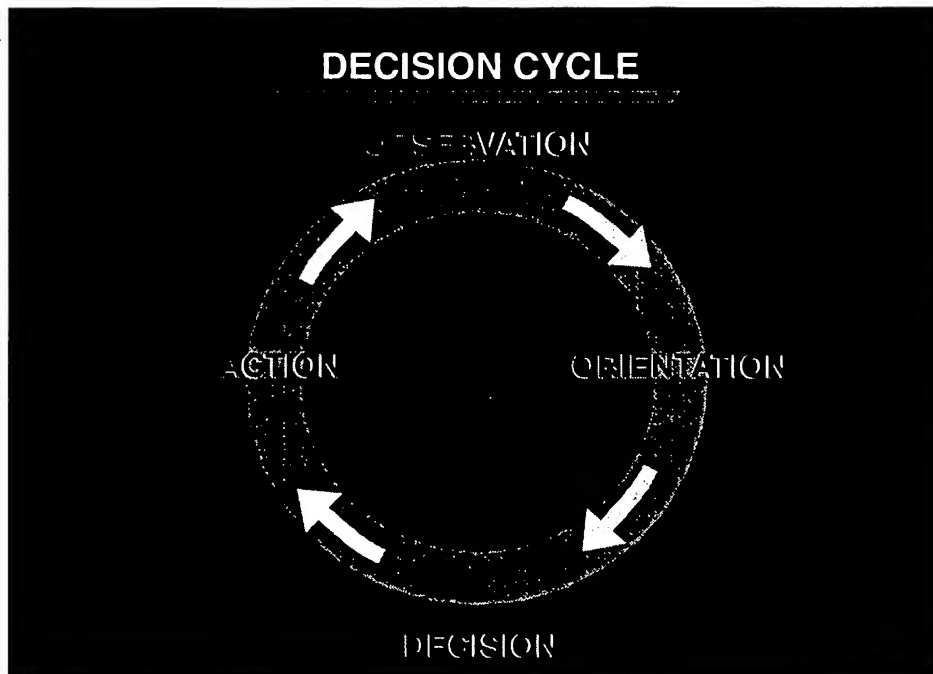 DECISION CYCLE
OBSERVATION
ACTION
ORIENTATION
DECISION